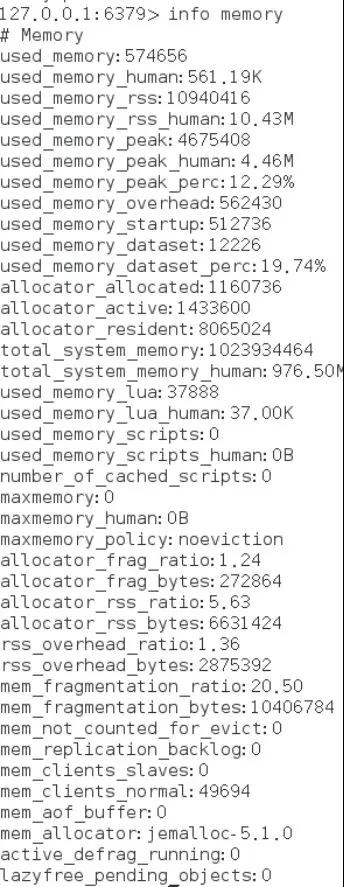 127.0.0.1:6379> info memory
# Memory
used_memory:574656
used_memory_human:561.19K
used_memory_rss:10940416
used_memory_rss_human:10.43M
used_memory_peak:4675408
used_memory_peak_human:4.46M
used_memory_peak_perc:12.29%
used_memory_overhead:562430
used_memory_startup:512736
used_memory_dataset:12226
used_memory_dataset_perc:19.74%
allocator_allocated:1160736
allocator_active:1433600
allocator_resident:8065024
total_system_memory:1023934464
total_system_memory_human:976.50M
used_memory_lua:37888
used_memory_lua_human:37.00K
used_memory_scripts:0
used_memory_scripts_human:0B
number_of_cached_scripts:0
maxmemory:0
maxmemory_human:0B
maxmemory_policy:noeviction
allocator_frag_ratio:1.24
allocator_frag_bytes:272864
allocator_rss_ratio:5.63
allocator_rss_bytes:6631424
rss_overhead_ratio:1.36
rss_overhead_bytes:2875392
mem_fragmentation_ratio:20.50
mem_fragmentation_bytes:10406784
mem_not_counted_for_evict:0
mem_replication_backlog:0
mem_clients_slaves:0
mem_clients_normal:49694
mem_aof_buffer:0
mem_allocator:jemalloc-5.1.0
active_defrag_running:0
lazyfree_pending_objects:0